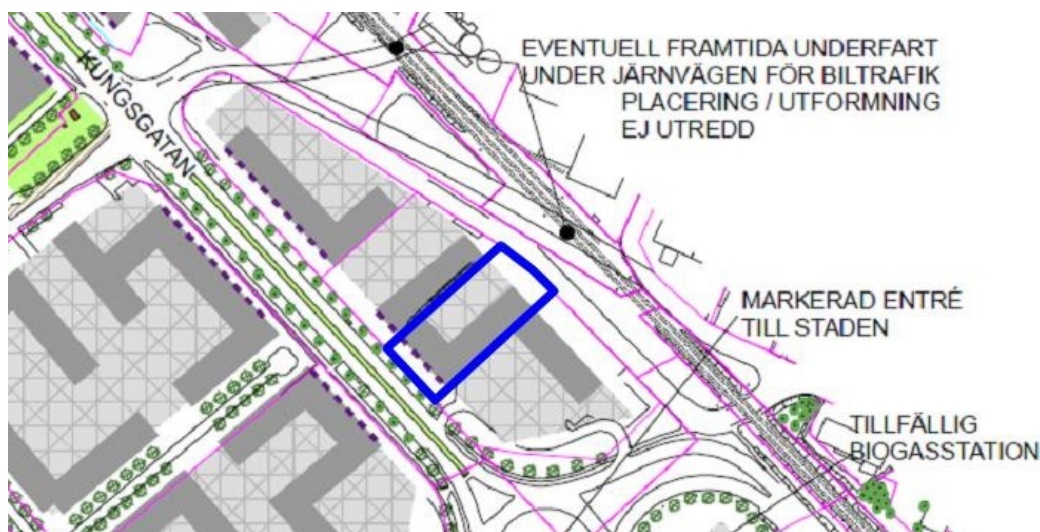 KUNGSGATAN
EVENTUELL FRAMTIDA UNDERFART
UNDER JÄRNVÄGEN FÖR BILTRAFIK
PLACERING / UTFORMNING
EJ UTREDD
MARKERAD ENTRÉ
TILL STADEN
TILLFÄLLIG
BIOGASSTATION